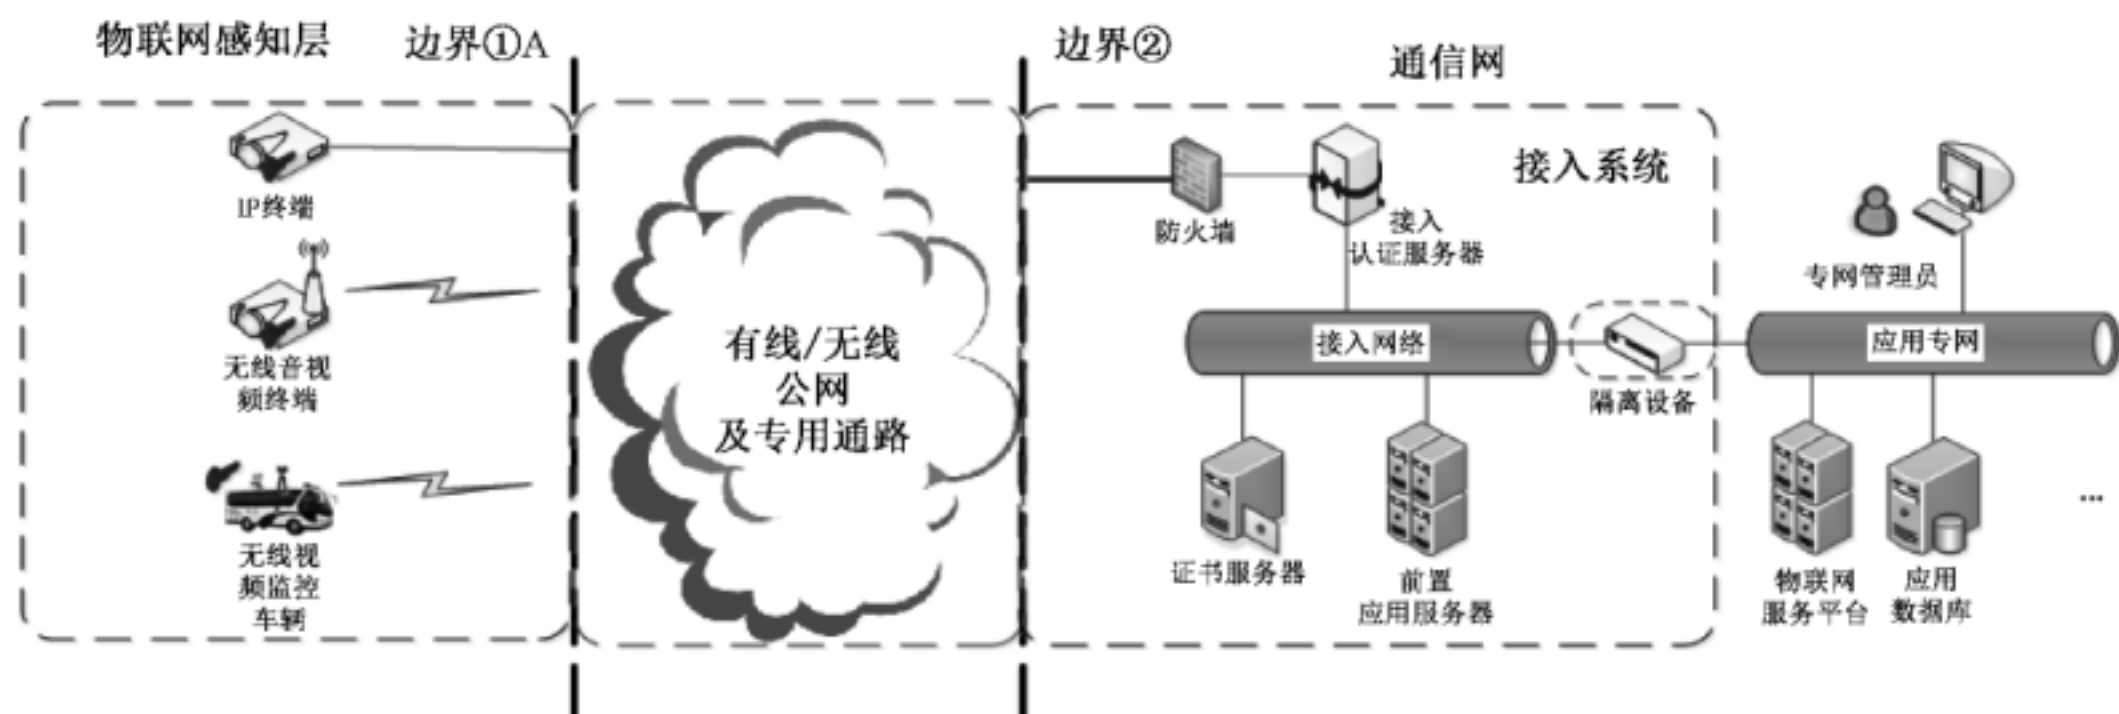 物联网感知层
边界①A
边界②
通信网
IP终端
无线音视
频终端
无线视
频监控
车辆
有线/无线
公网
及专用通路
防火墙
接入
认证服务器
接入系统
接入网络
隔离设备
证书服务器
前置
应用服务器
专网管理员
应用专网
物联网
服务平台
应用
数据库
...